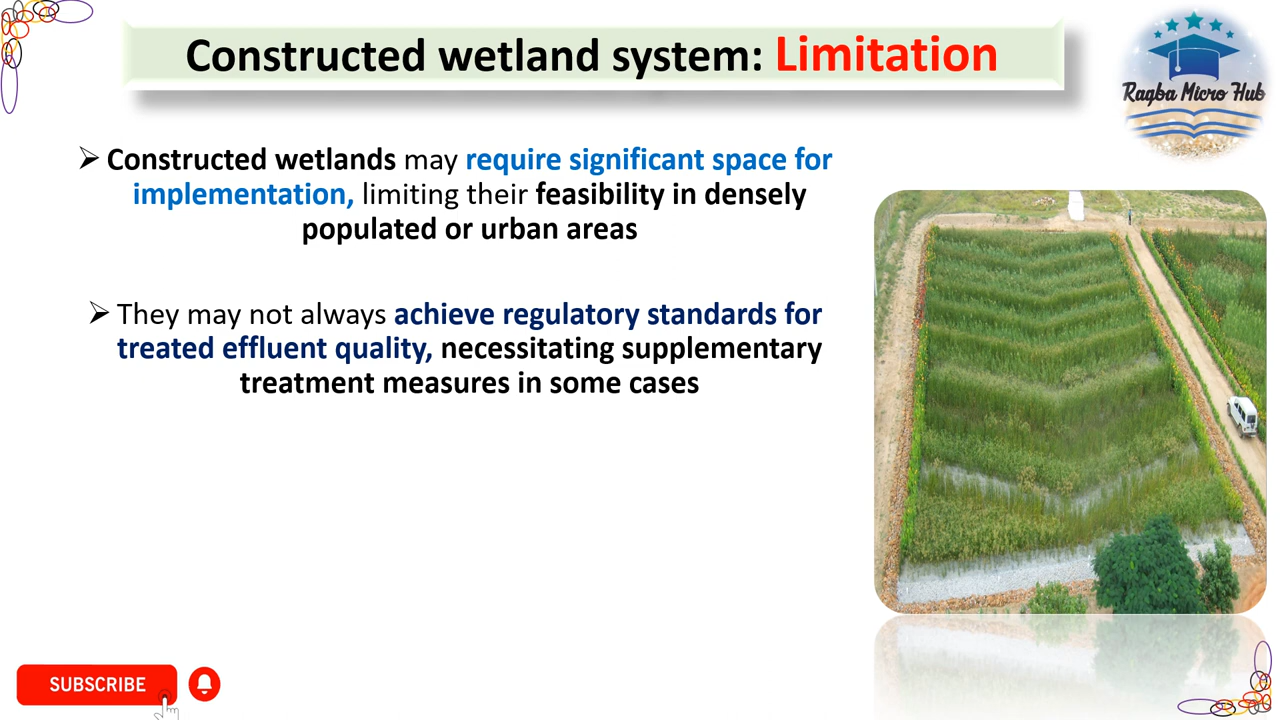 Constructed wetland system: Limitation
Ragba Micro Hub
➢ Constructed wetlands may require significant space for
implementation, limiting their feasibility in densely
populated or urban areas
➢ They may not always achieve regulatory standards for
treated effluent quality, necessitating supplementary
treatment measures in some cases
SUBSCRIBE